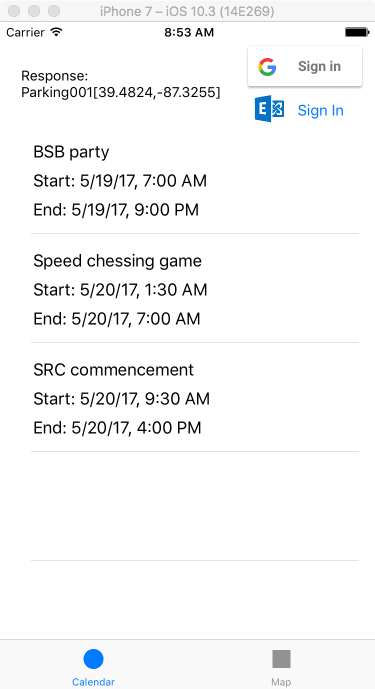 iPhone 7 – iOS 10.3 (14E269)
Carrier 8:53 AM
Response:
Parking001[39.4824,-87.3255]
Sign in
Sign In
BSB party
Start: 5/19/17, 7:00 AM
End: 5/19/17, 9:00 PM
Speed chessing game
Start: 5/20/17, 1:30 AM
End: 5/20/17, 7:00 AM
SRC commencement
Start: 5/20/17, 9:30 AM
End: 5/20/17, 4:00 PM
Calendar Map